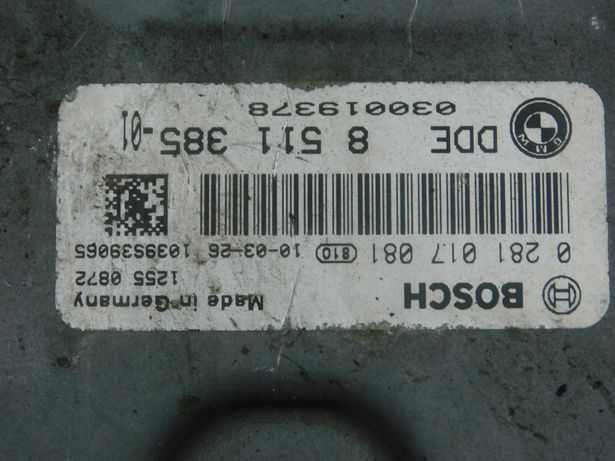 BOSCH Made in Germany
1255 0872
0 281 017 081 810 10-03-26 1039S39065
BMW DDE 8 511 385-01
030019378